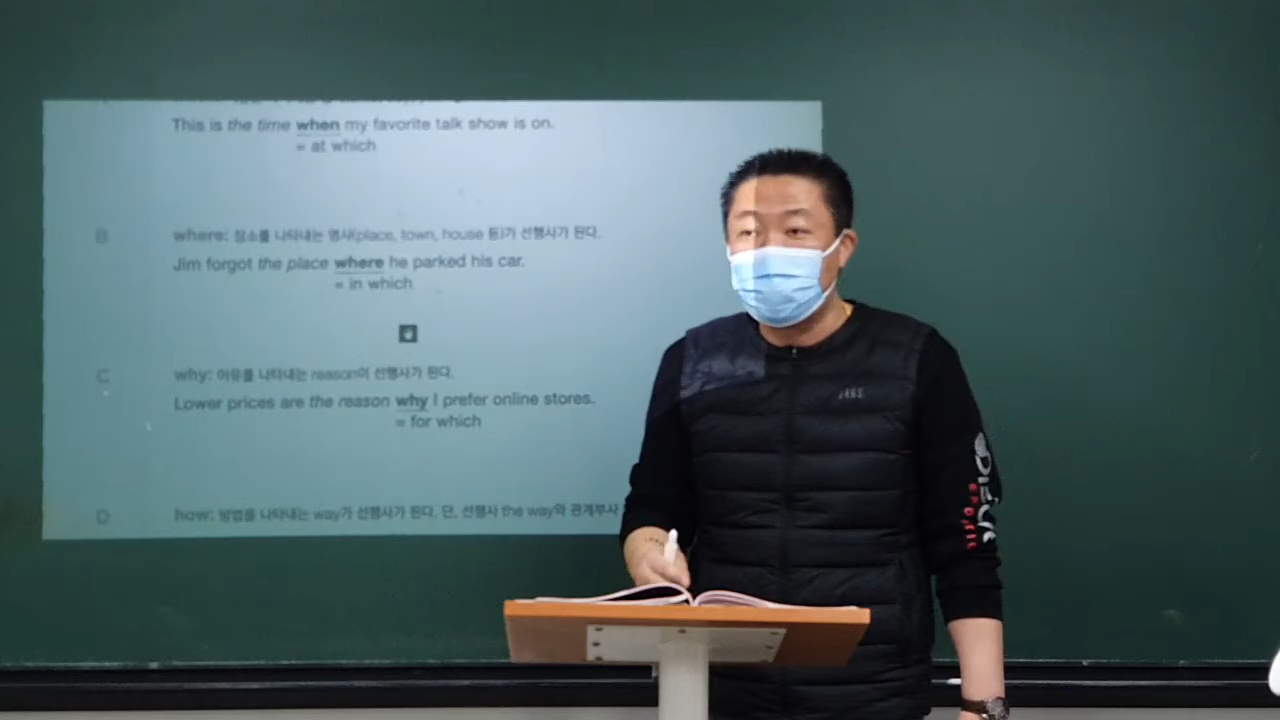 This is the time when my favorite talk show is on.
= at which
B where: 장소를 나타내는 명사(place, town, house 등)가 선행사가 된다.
Jim forgot the place where he parked his car.
= in which
C why: 이유를 나타내는 reason이 선행사가 된다.
Lower prices are the reason why I prefer online stores.
= for which
D how: 방법을 나타내는 way가 선행사가 된다. 단, 선행사 the way와 관계부사